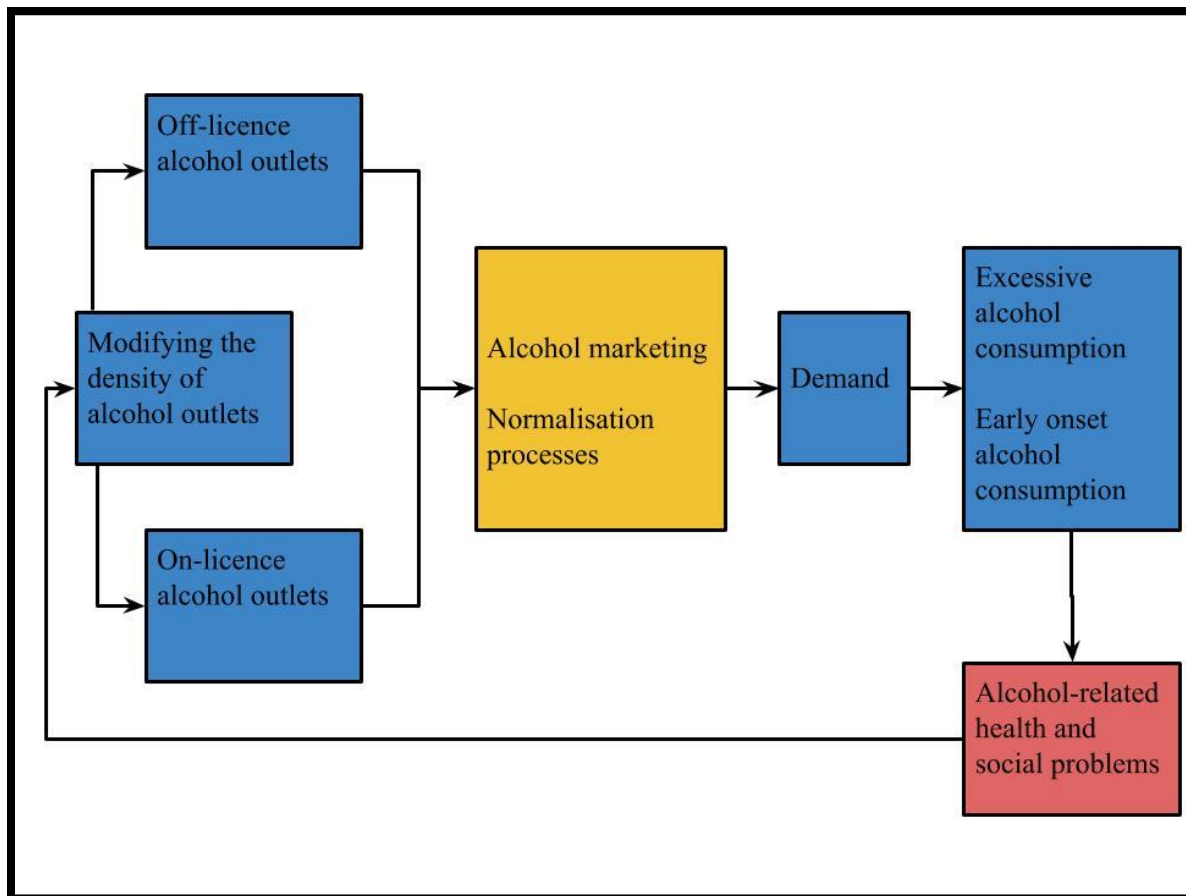 Off-licence
alcohol outlets
Modifying the
density of
alcohol outlets
On-licence
alcohol outlets
Alcohol marketing
Normalisation
processes
Demand
Excessive
alcohol
consumption
Early onset
alcohol
consumption
Alcohol-related
health and
social problems